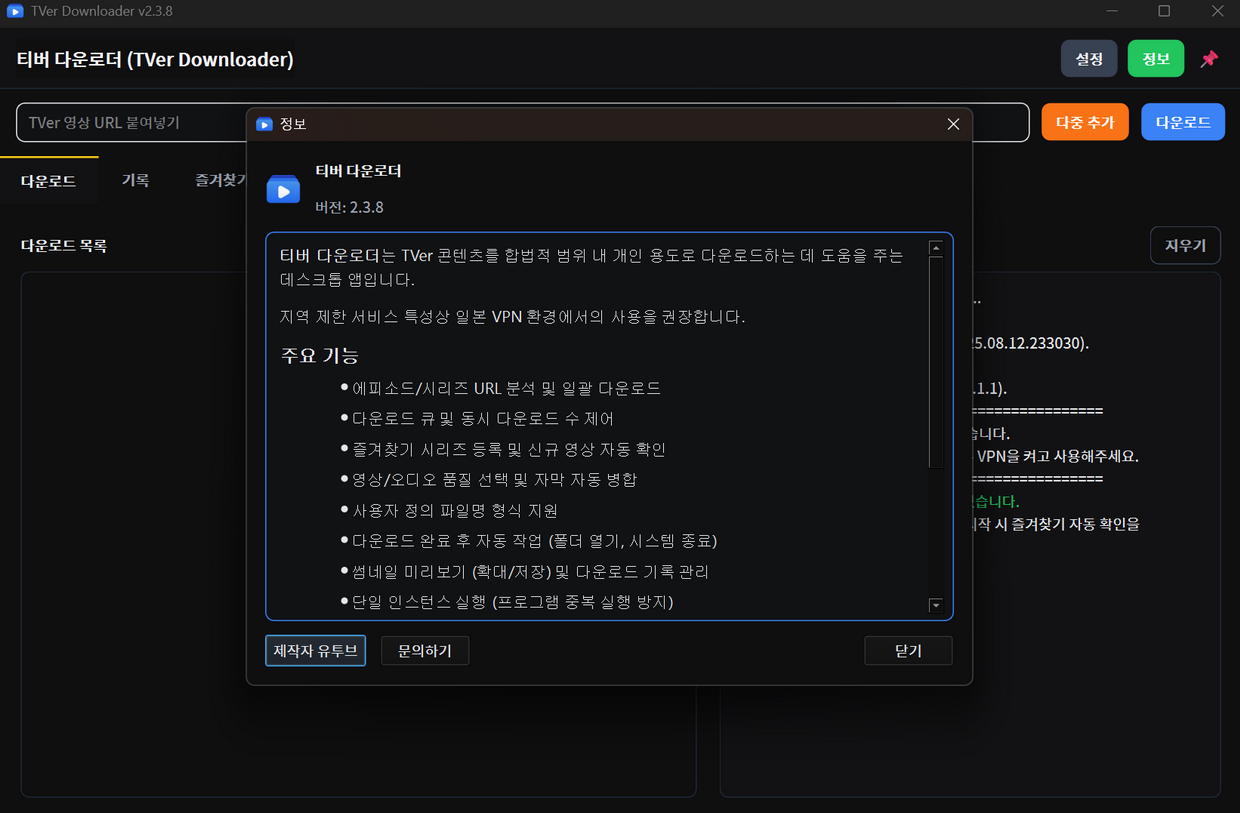 TVer Downloader v2.3.8
티버 다운로더 (TVer Downloader)
설정
정보
TVer 영상 URL 붙여넣기
다중 추가
다운로드
다운로드
기록
즐겨찾기
다운로드 목록
지우기
정보
티버 다운로더
버전: 2.3.8
티버 다운로더는 TVer 콘텐츠를 합법적 범위 내 개인 용도로 다운로드하는 데 도움을 주는
데스크톱 앱입니다.
지역 제한 서비스 특성상 일본 VPN 환경에서의 사용을 권장합니다.
주요 기능
• 에피소드/시리즈 URL 분석 및 일괄 다운로드
• 다운로드 큐 및 동시 다운로드 수 제어
• 즐겨찾기 시리즈 등록 및 신규 영상 자동 확인
• 영상/오디오 품질 선택 및 자막 자동 병합
• 사용자 정의 파일명 형식 지원
• 다운로드 완료 후 자동 작업 (폴더 열기, 시스템 종료)
• 썸네일 미리보기 (확대/저장) 및 다운로드 기록 관리
• 단일 인스턴스 실행 (프로그램 중복 실행 방지)
제작자 유투브
문의하기
닫기
..
5.08.12.233030).
.1.1).
================
습니다.
VPN을 켜고 사용해주세요.
================
습니다.
작 시 즐겨찾기 자동 확인을